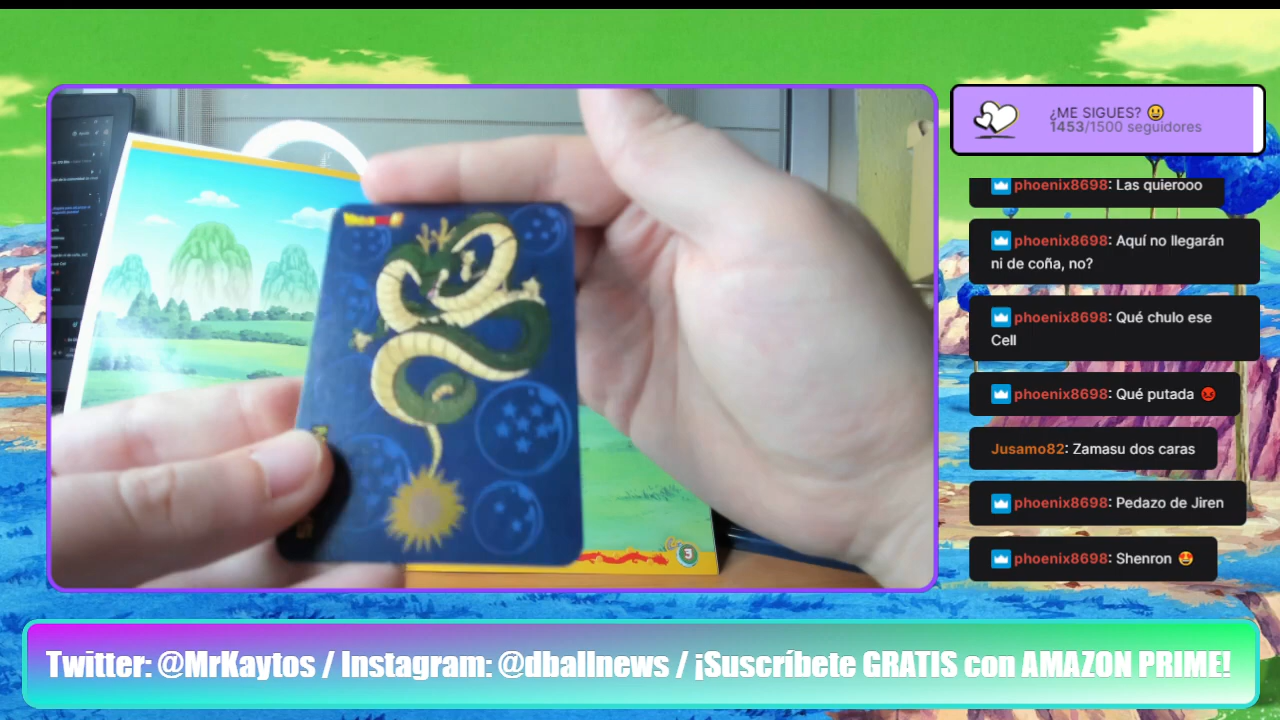 ¿ME SIGUES? 😀
1453/1500 seguidores
phoenix8698: Las quierooo
phoenix8698: Aquí no llegarán
ni de coña, no?
phoenix8698: Qué chulo ese
Cell
phoenix8698: Qué putada 😡
Jusamo82: Zamasu dos caras
phoenix8698: Pedazo de Jiren
phoenix8698: Shenron 🤩
3
Twitter: @MrKaytos / Instagram: @dballnews / ¡Suscríbete GRATIS con AMAZON PRIME!